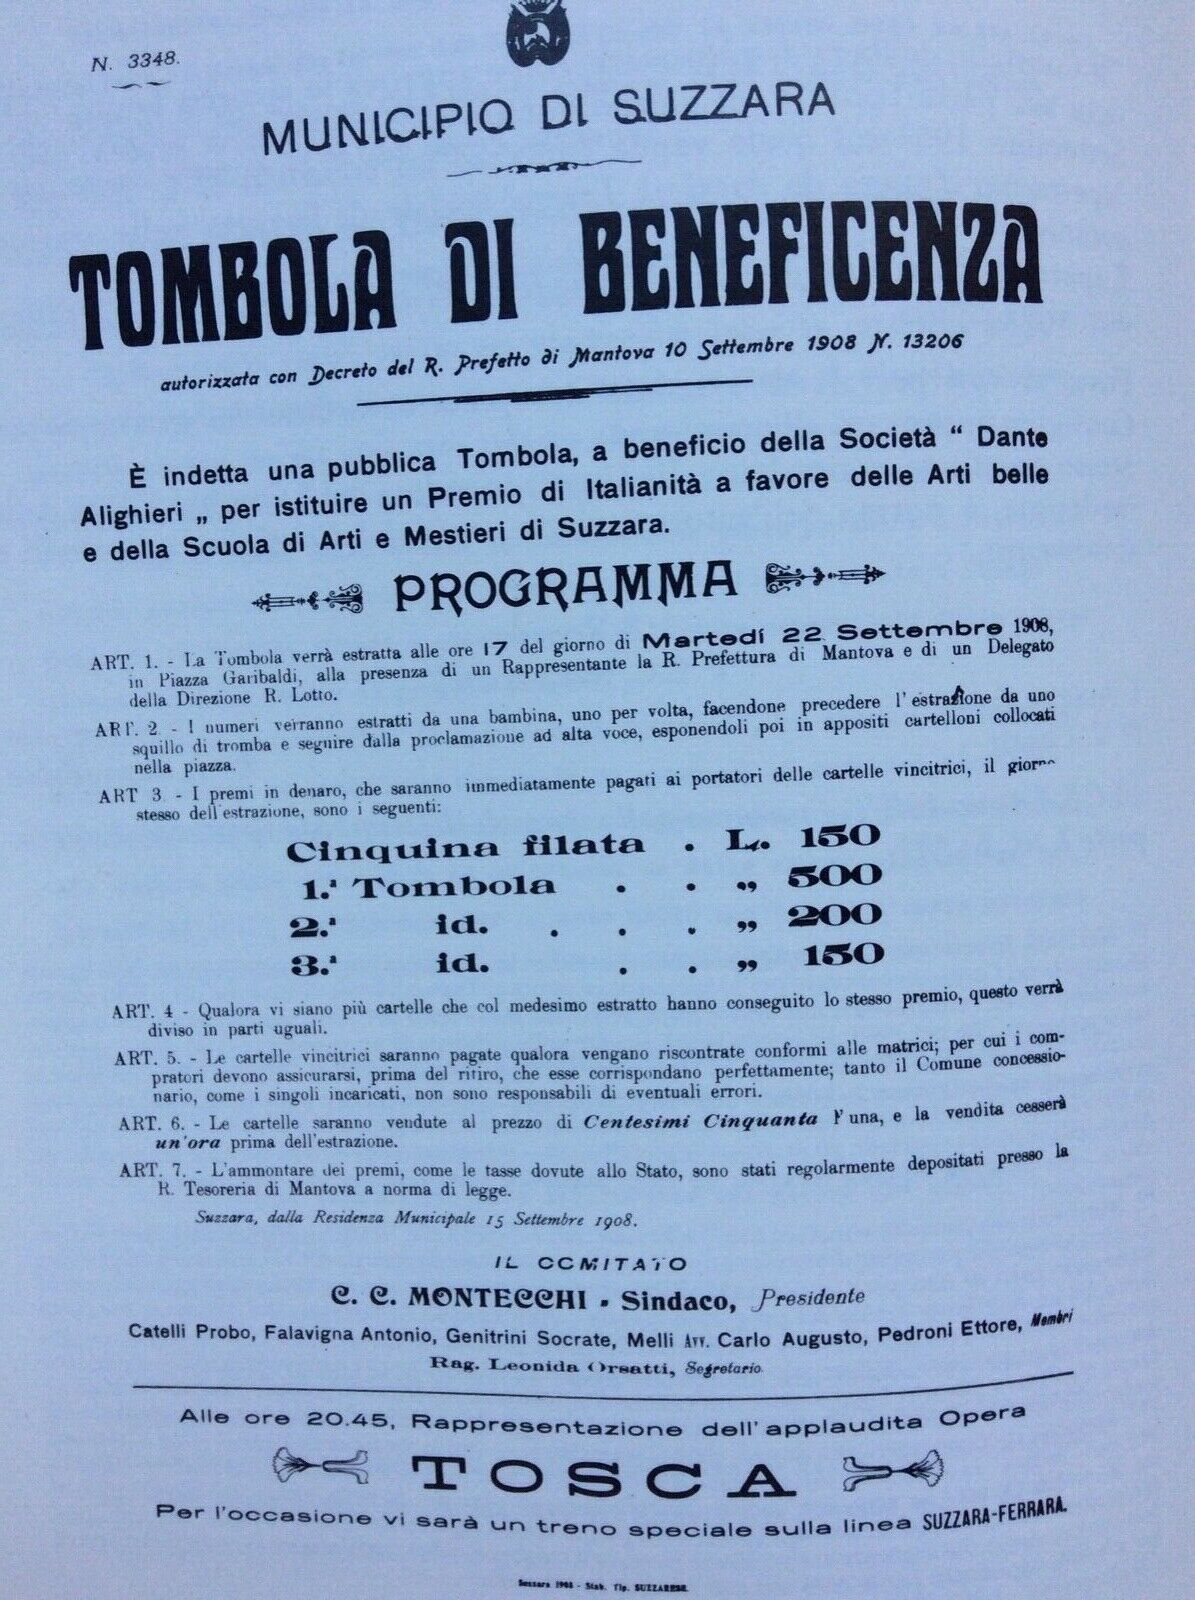 N. 3348.
MUNICIPIO DI SUZZARA
TOMBOLA DI BENEFICENZA
autorizzata con Decreto del R. Prefetto di Mantova 10 Settembre 1908 N. 13206
È indetta una pubblica Tombola, a beneficio della Società “ Dante
Alighieri „ per istituire un Premio di Italianità a favore delle Arti belle
e della Scuola di Arti e Mestieri di Suzzara.
PROGRAMMA
ART. 1. - La Tombola verrà estratta alle ore 17 del giorno di Martedí 22 Settembre 1908,
in Piazza Garibaldi, alla presenza di un Rappresentante la R. Prefettura di Mantova e di un Delegato
della Direzione R. Lotto.
ART. 2 - I numeri verranno estratti da una bambina, uno per volta, facendone precedere l'estrazione da uno
squillo di tromba e seguire dalla proclamazione ad alta voce, esponendoli poi in appositi cartelloni collocati
nella piazza.
ART 3 - I premi in denaro, che saranno immediatamente pagati ai portatori delle cartelle vincitrici, il giorno
stesso dell'estrazione, sono i seguenti:
Cinquina filata . L. 150
1.ª Tombola . . „ 500
2.ª id. . . . „ 200
3.ª id. . . „ 150
ART. 4 - Qualora vi siano più cartelle che col medesimo estratto hanno conseguito lo stesso premio, questo verrà
diviso in parti uguali.
ART. 5. - Le cartelle vincitrici saranno pagate qualora vengano riscontrate conformi alle matrici; per cui i com-
pratori devono assicurarsi, prima del ritiro, che esse corrispondano perfettamente; tanto il Comune concessio-
nario, come i singoli incaricati, non sono responsabili di eventuali errori.
ART. 6. - Le cartelle saranno vendute al prezzo di Centesimi Cinquanta l'una, e la vendita cesserà
un'ora prima dell'estrazione.
ART. 7. - L'ammontare dei premi, come le tasse dovute allo Stato, sono stati regolarmente depositati presso la
R. Tesoreria di Mantova a norma di legge.
Suzzara, dalla Residenza Municipale 15 Settembre 1908.
IL COMITATO
C. C. MONTECCHI - Sindaco, Presidente
Catelli Probo, Falavigna Antonio, Genitrini Socrate, Melli Avv. Carlo Augusto, Pedroni Ettore, Membri
Rag. Leonida Orsatti, Segretario.
Alle ore 20.45, Rappresentazione dell'applaudita Opera
TOSCA
Per l'occasione vi sarà un treno speciale sulla linea SUZZARA-FERRARA.
Suzzara 1908 - Stab. Tip. SUZZARESE.